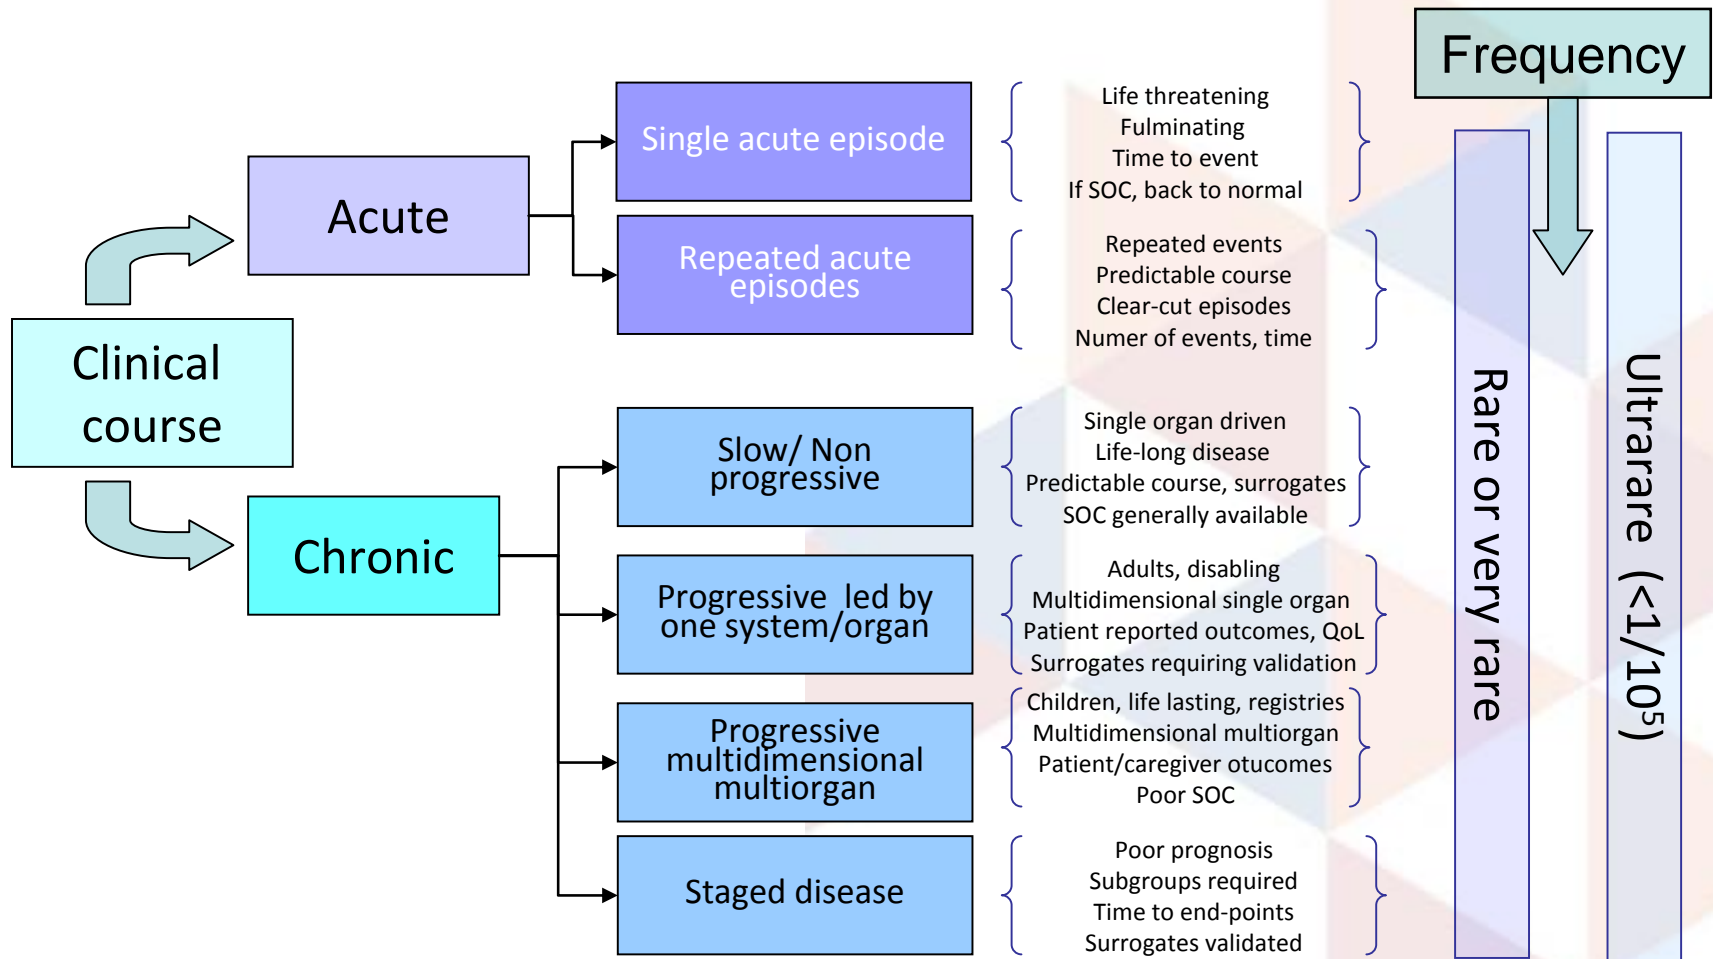 Frequency
Clinical
course
Acute
Single acute episode
Life threatening
Fulminating
Time to event
If SOC, back to normal
Repeated acute
episodes
Repeated events
Predictable course
Clear-cut episodes
Numer of events, time
Chronic
Slow/ Non
progressive
Single organ driven
Life-long disease
Predictable course, surrogates
SOC generally available
Progressive led by
one system/organ
Adults, disabling
Multidimensional single organ
Patient reported outcomes, QoL
Surrogates requiring validation
Progressive
multidimensional
multiorgan
Children, life lasting, registries
Multidimensional multiorgan
Patient/caregiver otucomes
Poor SOC
Staged disease
Poor prognosis
Subgroups required
Time to end-points
Surrogates validated
Rare or very rare
Ultrarare (<1/10⁵)